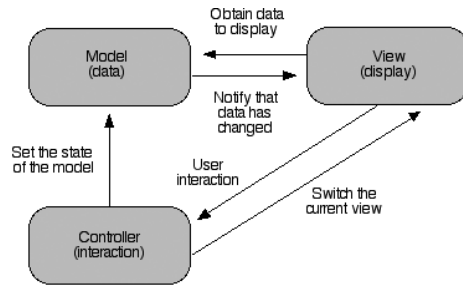 Obtain data
to display
Model
(data)
View
(display)
Notify that
data has
changed
Set the state
of the model
User
interaction
Switch the
current view
Controller
(interaction)